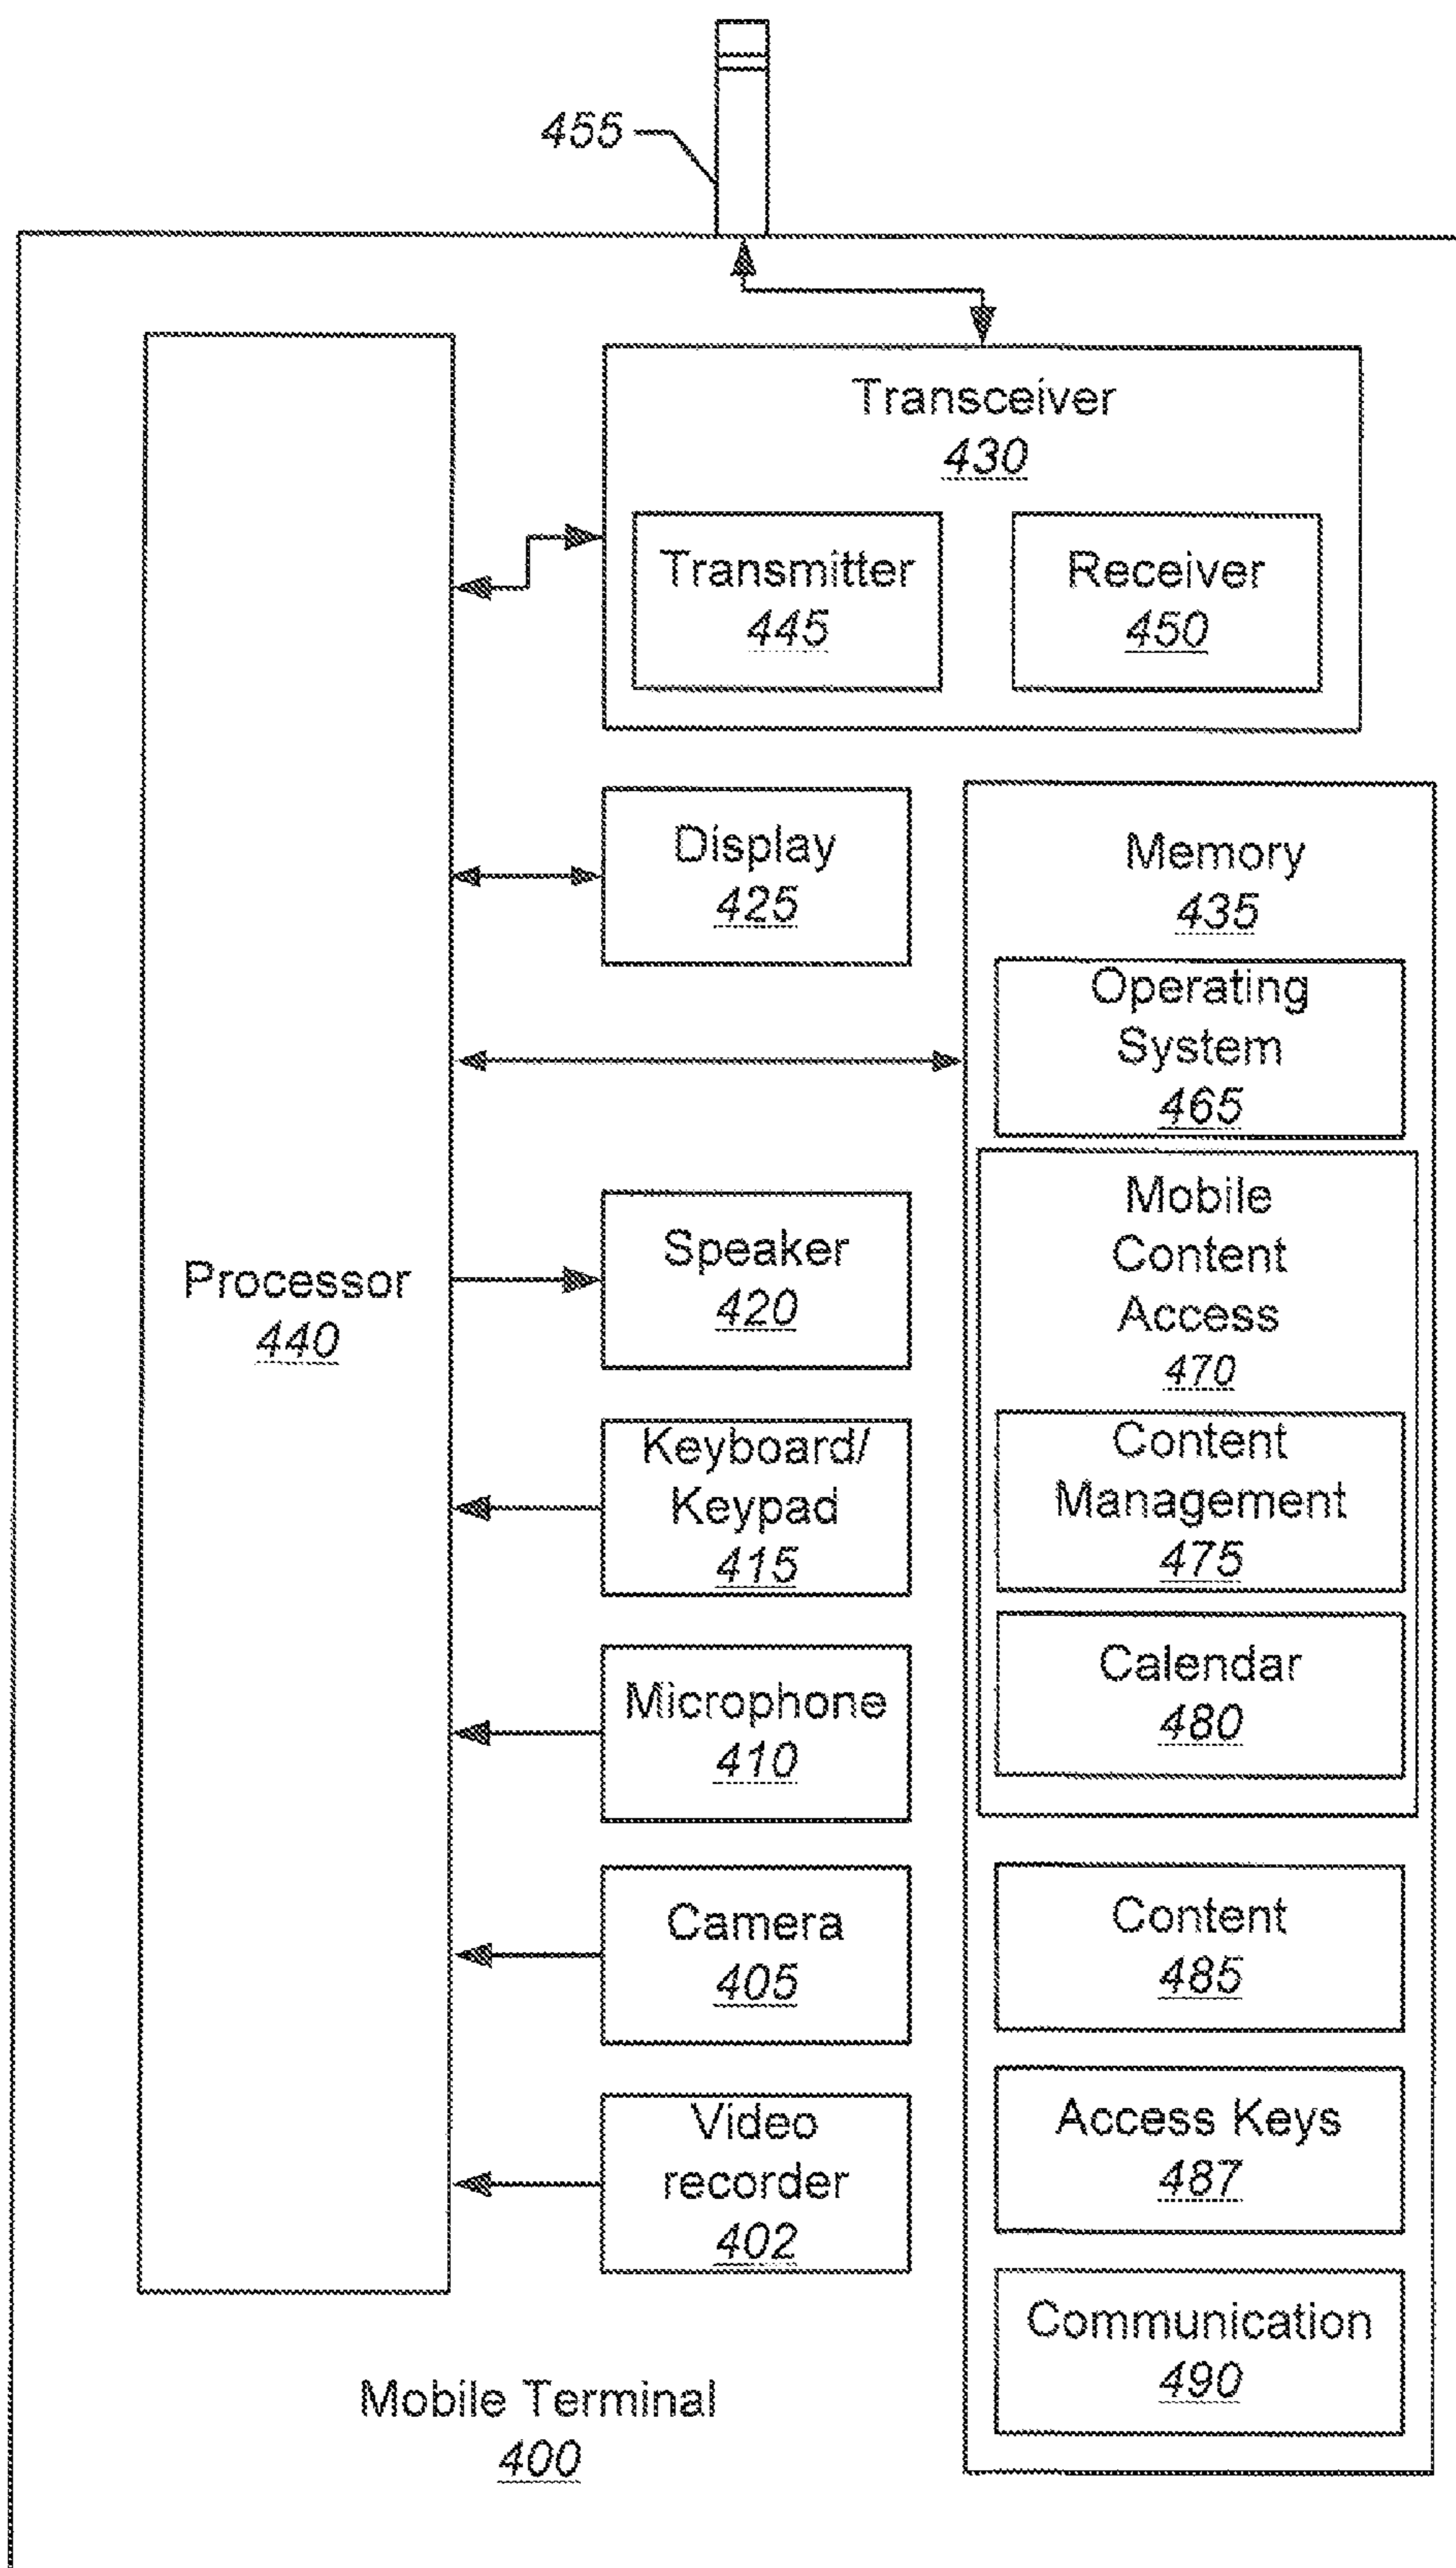 455
Transceiver
430
Transmitter
445
Receiver
450
Display
425
Memory
435
Operating
System
465
Mobile
Content
Access
470
Speaker
420
Processor
440
Keyboard/
Keypad
415
Content
Management
475
Microphone
410
Calendar
480
Camera
405
Content
485
Video
recorder
402
Access Keys
487
Communication
490
Mobile Terminal
400